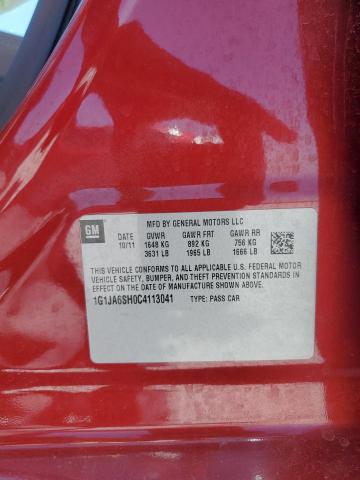 GM
MFD BY GENERAL MOTORS LLC
DATE GVWR GAWR FRT GAWR RR
10/11 1648 KG 892 KG 756 KG
3631 LB 1965 LB 1666 LB
THIS VEHICLE CONFORMS TO ALL APPLICABLE U.S. FEDERAL MOTOR
VEHICLE SAFETY, BUMPER, AND THEFT PREVENTION STANDARDS
IN EFFECT ON THE DATE OF MANUFACTURE SHOWN ABOVE.
1G1JA6SH0C4113041 TYPE: PASS CAR